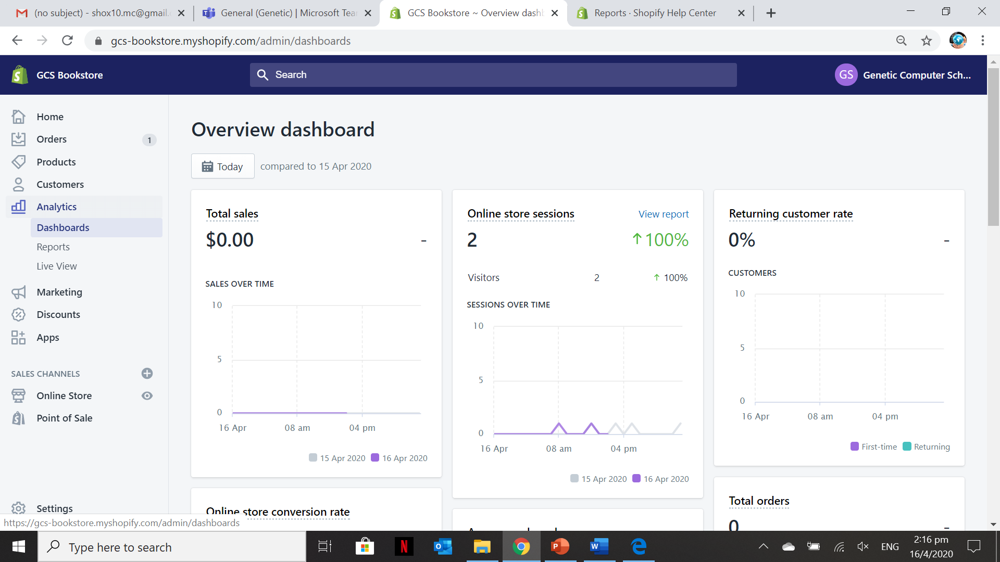 (no subject) - shox10.mc@gmail.
General (Genetic) | Microsoft Tea
GCS Bookstore ~ Overview dash
Reports · Shopify Help Center
gcs-bookstore.myshopify.com/admin/dashboards
GCS Bookstore
Search
GS
Genetic Computer Sch...
Home
Orders
1
Products
Customers
Analytics
Dashboards
Reports
Live View
Marketing
Discounts
Apps
SALES CHANNELS
Online Store
Point of Sale
Settings
https://gcs-bookstore.myshopify.com/admin/dashboards
Overview dashboard
Today
compared to 15 Apr 2020
Total sales
$0.00
-
SALES OVER TIME
10
5
0
16 Apr
08 am
04 pm
15 Apr 2020
16 Apr 2020
Online store conversion rate
Online store sessions
View report
2
↑100%
Visitors
2
↑ 100%
SESSIONS OVER TIME
10
5
0
16 Apr
08 am
04 pm
15 Apr 2020
16 Apr 2020
Returning customer rate
0%
-
CUSTOMERS
10
5
0
16 Apr
08 am
04 pm
First-time
Returning
Total orders
0
-
Type here to search
ENG
2:16 pm
16/4/2020